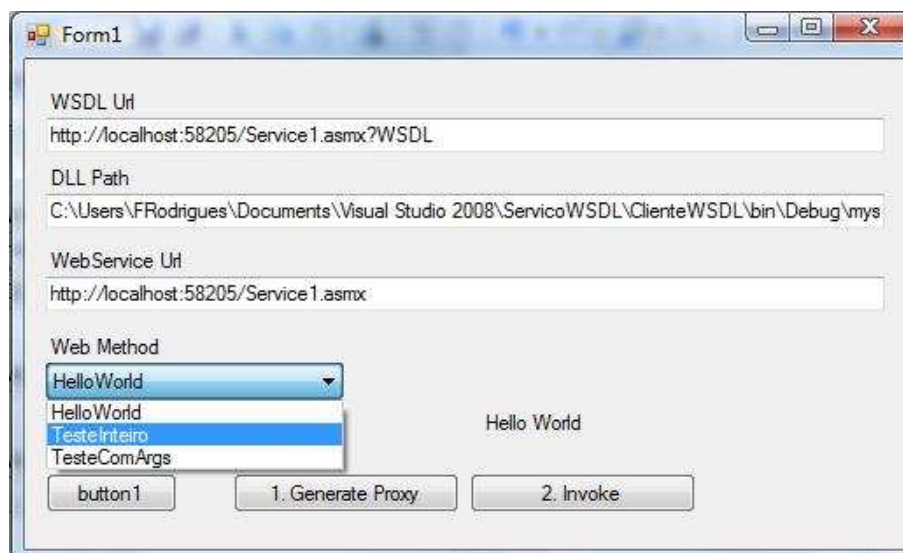 Form1
WSDL Url
http://localhost:58205/Service1.asmx?WSDL
DLL Path
C:\Users\FRodrigues\Documents\Visual Studio 2008\ServicoWSDL\ClienteWSDL\bin\Debug\mys
WebService Url
http://localhost:58205/Service1.asmx
Web Method
HelloWorld
HelloWorld
TesteInteiro
TesteComArgs
Hello World
button1
1. Generate Proxy
2. Invoke